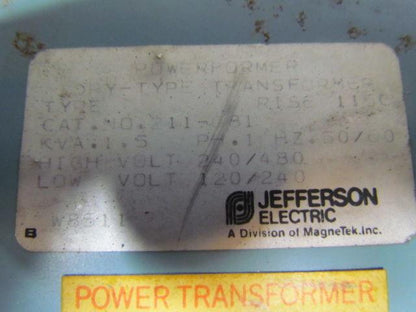 POWERFORMER
DRY-TYPE TRANSFORMER
TYPE RISE 115C
CAT.NO.211-081
KVA 1.5 PH.1 HZ.50/60
HIGH VOLT 240/480
LOW VOLT 120/240
JEFFERSON
ELECTRIC
A Division of MagneTek,inc.
B
POWER TRANSFORMER